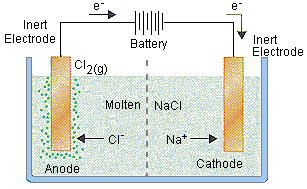 e⁻
e⁻
Inert
Electrode
Battery
Inert
Electrode
Cl₂(g)
Molten NaCl
Cl⁻
Na⁺
Anode
Cathode